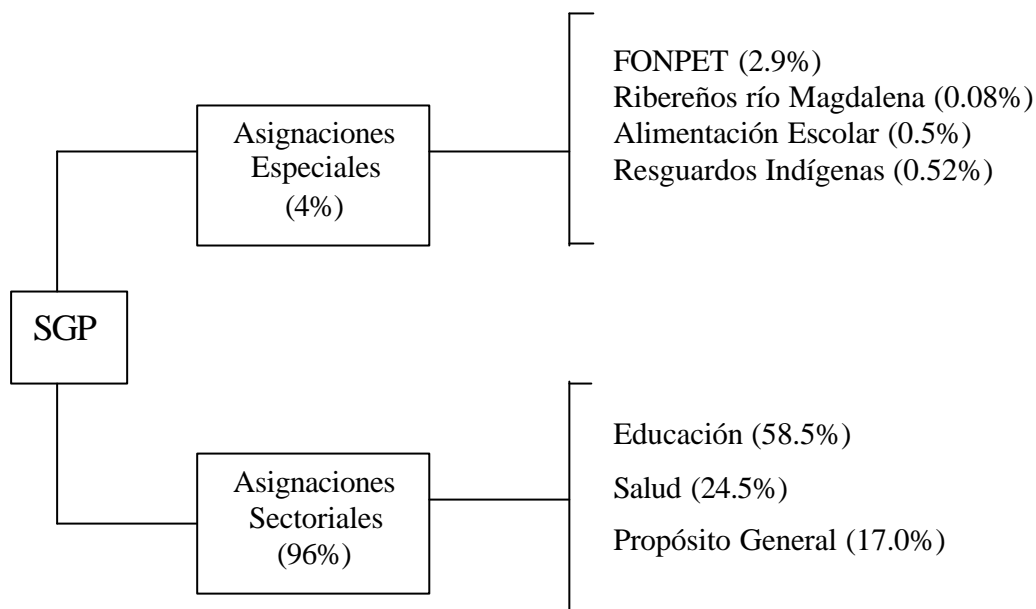 SGP
Asignaciones
Especiales
(4%)
FONPET (2.9%)
Ribereños río Magdalena (0.08%)
Alimentación Escolar (0.5%)
Resguardos Indígenas (0.52%)
Asignaciones
Sectoriales
(96%)
Educación (58.5%)
Salud (24.5%)
Propósito General (17.0%)